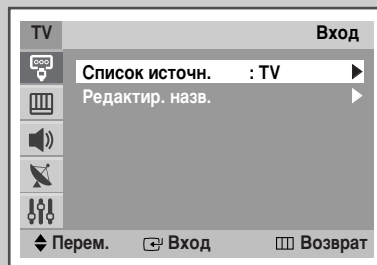 TV Вход
Список источн. : TV
Редактир. назв.
Перем. Вход Возврат